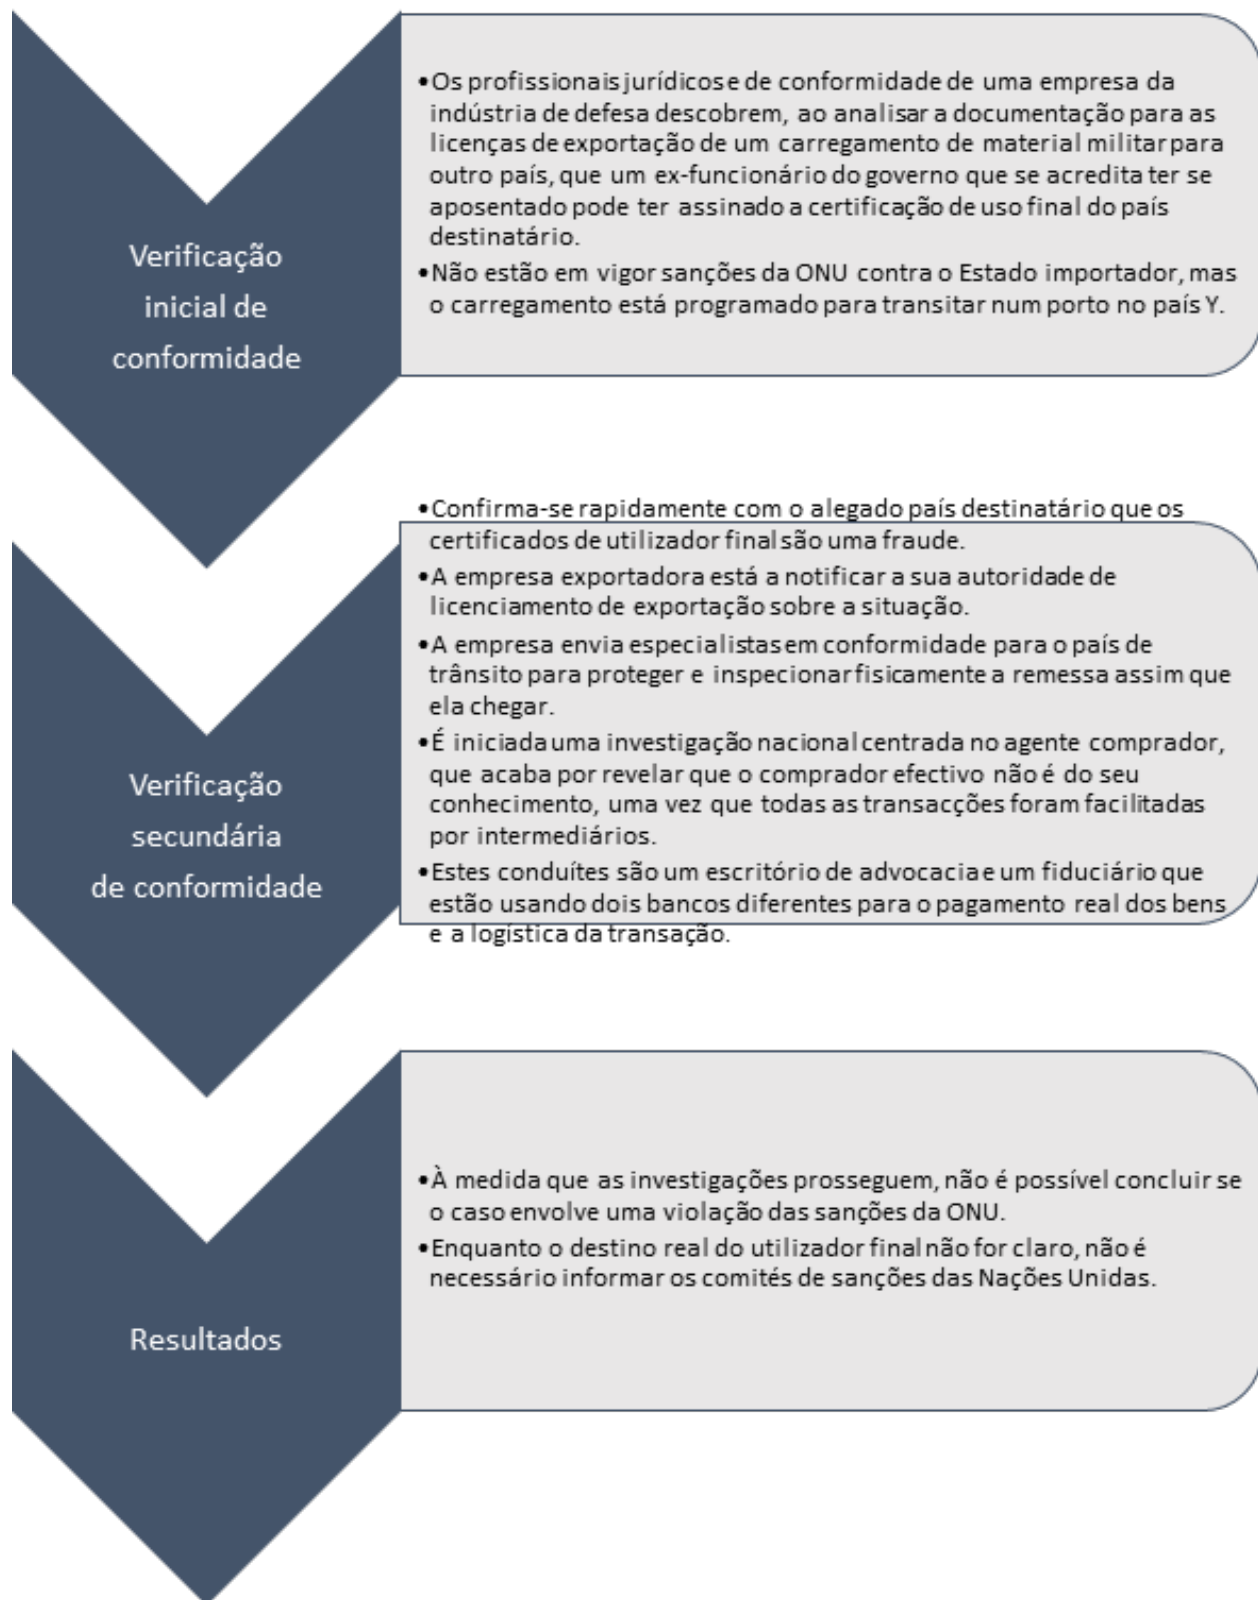 Verificação
inicial de
conformidade
•Os profissionais jurídicos e de conformidade de uma empresa da
indústria de defesa descobrem, ao analisar a documentação para as
licenças de exportação de um carregamento de material militar para
outro país, que um ex-funcionário do governo que se acredita ter se
aposentado pode ter assinado a certificação de uso final do país
destinatário.
•Não estão em vigor sanções da ONU contra o Estado importador, mas
o carregamento está programado para transitar num porto no país Y.
Verificação
secundária
de conformidade
•Confirma-se rapidamente com o alegado país destinatário que os
certificados de utilizador final são uma fraude.
•A empresa exportadora está a notificar a sua autoridade de
licenciamento de exportação sobre a situação.
•A empresa envia especialistas em conformidade para o país de
trânsito para proteger e inspecionar fisicamente a remessa assim que
ela chegar.
•É iniciada uma investigação nacional centrada no agente comprador,
que acaba por revelar que o comprador efectivo não é do seu
conhecimento, uma vez que todas as transacções foram facilitadas
por intermediários.
•Estes conduítes são um escritório de advocacia e um fiduciário que
estão usando dois bancos diferentes para o pagamento real dos bens
e a logística da transação.
Resultados
•À medida que as investigações prosseguem, não é possível concluir se
o caso envolve uma violação das sanções da ONU.
•Enquanto o destino real do utilizador final não for claro, não é
necessário informar os comités de sanções das Nações Unidas.